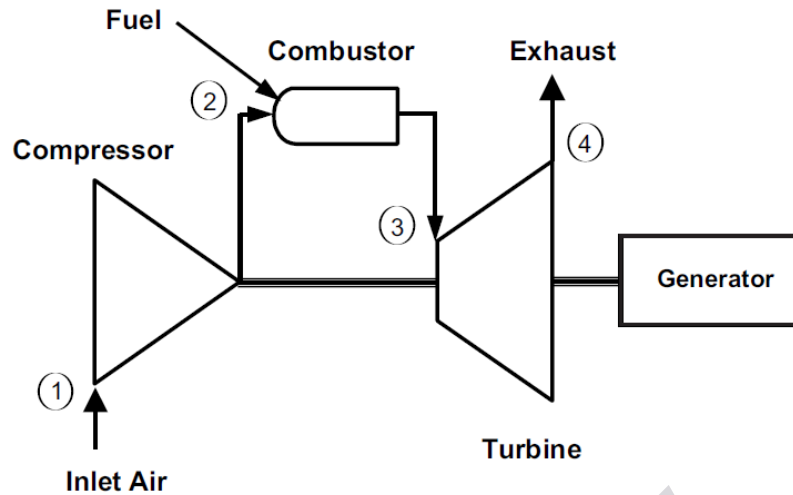 Fuel
Combustor
Exhaust
2
4
Compressor
3
Generator
1
Turbine
Inlet Air